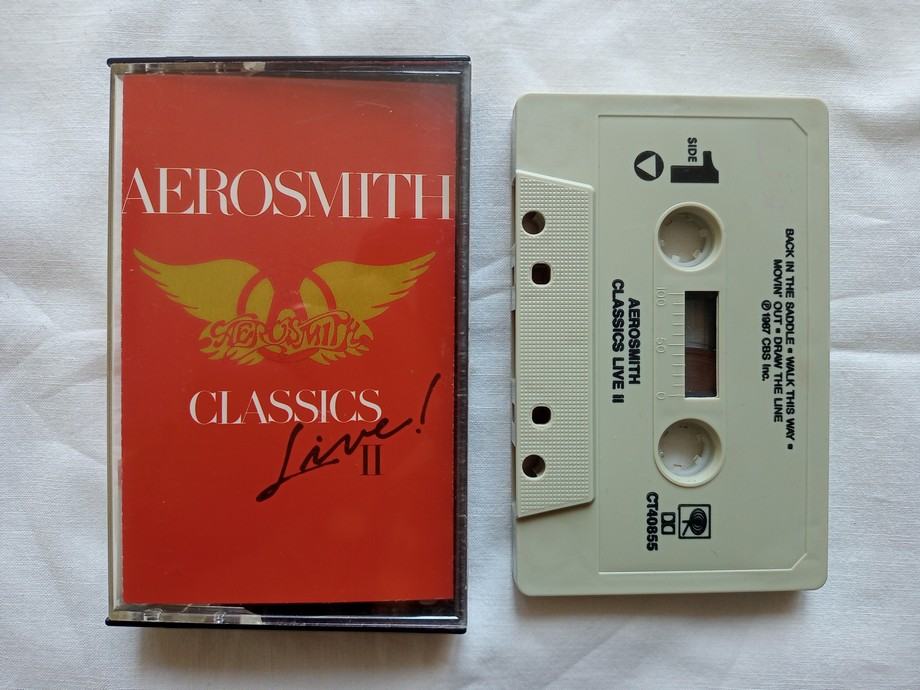 AEROSMITH
AEROSMITH
CLASSICS
Live!
II
SIDE 1
BACK IN THE SADDLE ■ WALK THIS WAY ■
MOVIN' OUT ■ DRAW THE LINE
℗ 1987 CBS Inc.
AEROSMITH
CLASSICS LIVE II
100 50 0
CT40855